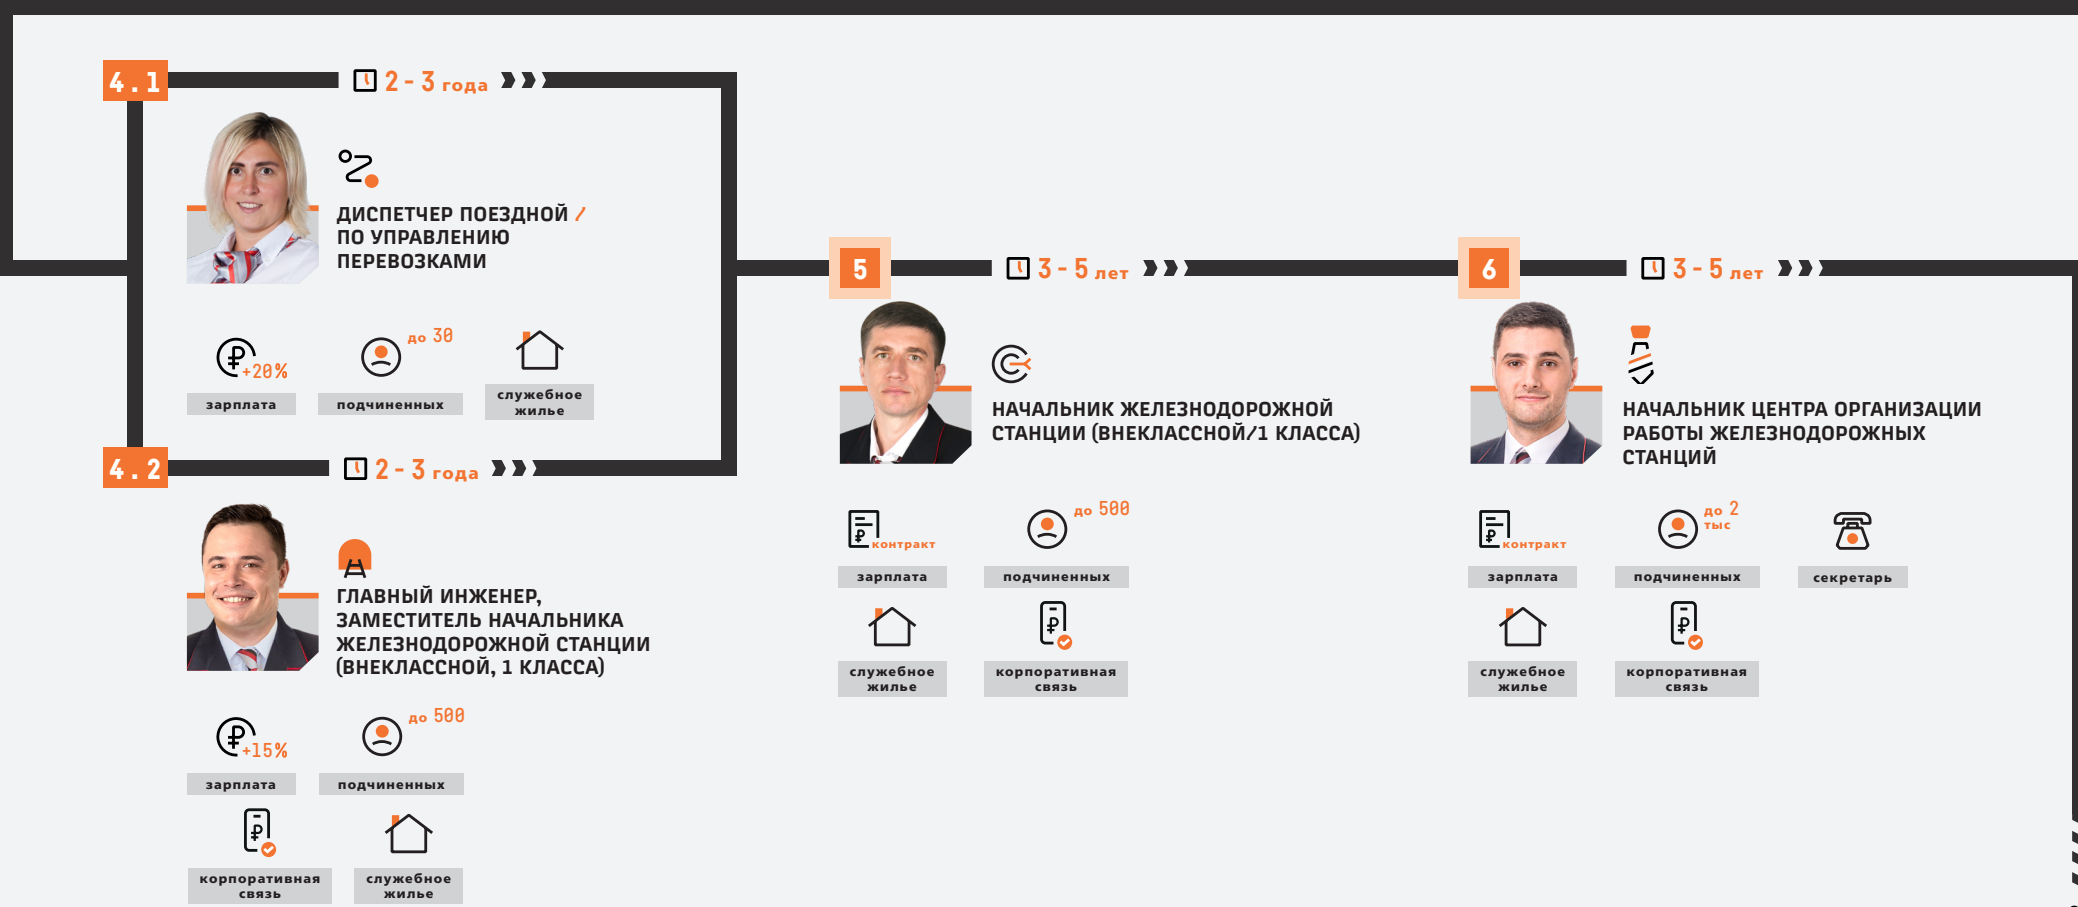 4.1
2-3 года
ДИСПЕТЧЕР ПОЕЗДНОЙ /
ПО УПРАВЛЕНИЮ
ПЕРЕВОЗКАМИ
+20%
зарплата
до 30
подчиненных
служебное
жилье
4.2
2-3 года
ГЛАВНЫЙ ИНЖЕНЕР,
ЗАМЕСТИТЕЛЬ НАЧАЛЬНИКА
ЖЕЛЕЗНОДОРОЖНОЙ СТАНЦИИ
(ВНЕКЛАССНОЙ, 1 КЛАССА)
+15%
зарплата
до 500
подчиненных
корпоративная
связь
служебное
жилье
5
3-5 лет
НАЧАЛЬНИК ЖЕЛЕЗНОДОРОЖНОЙ
СТАНЦИИ (ВНЕКЛАССНОЙ/1 КЛАССА)
контракт
зарплата
до 500
подчиненных
служебное
жилье
корпоративная
связь
6
3-5 лет
НАЧАЛЬНИК ЦЕНТРА ОРГАНИЗАЦИИ
РАБОТЫ ЖЕЛЕЗНОДОРОЖНЫХ
СТАНЦИЙ
контракт
зарплата
до 2
тыс
подчиненных
секретарь
служебное
жилье
корпоративная
связь